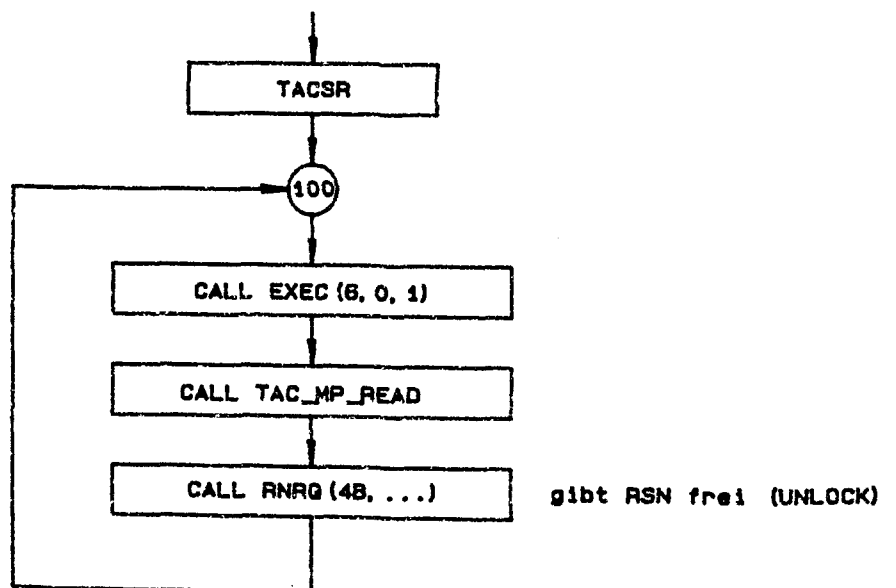 TACSR
100
CALL EXEC (6, 0, 1)
CALL TAC_MP_READ
CALL RNRQ (4B, ...) gibt RSN frei (UNLOCK)